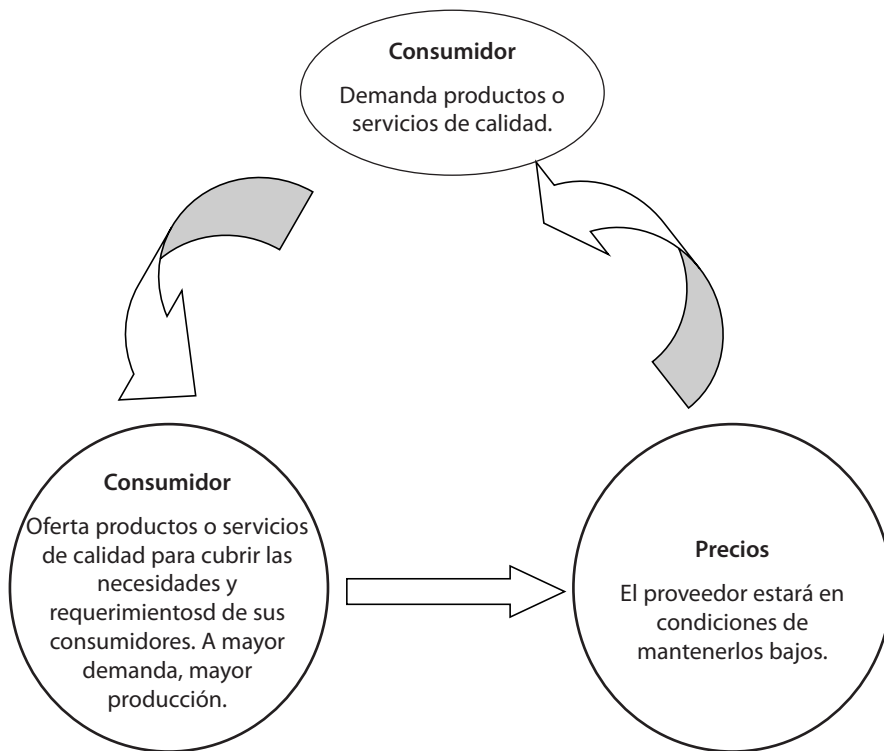 Consumidor
Demanda productos o
servicios de calidad.
Consumidor
Oferta productos o servicios
de calidad para cubrir las
necesidades y
requerimientosd de sus
consumidores. A mayor
demanda, mayor
producción.
Precios
El proveedor estará en
condiciones de
mantenerlos bajos.